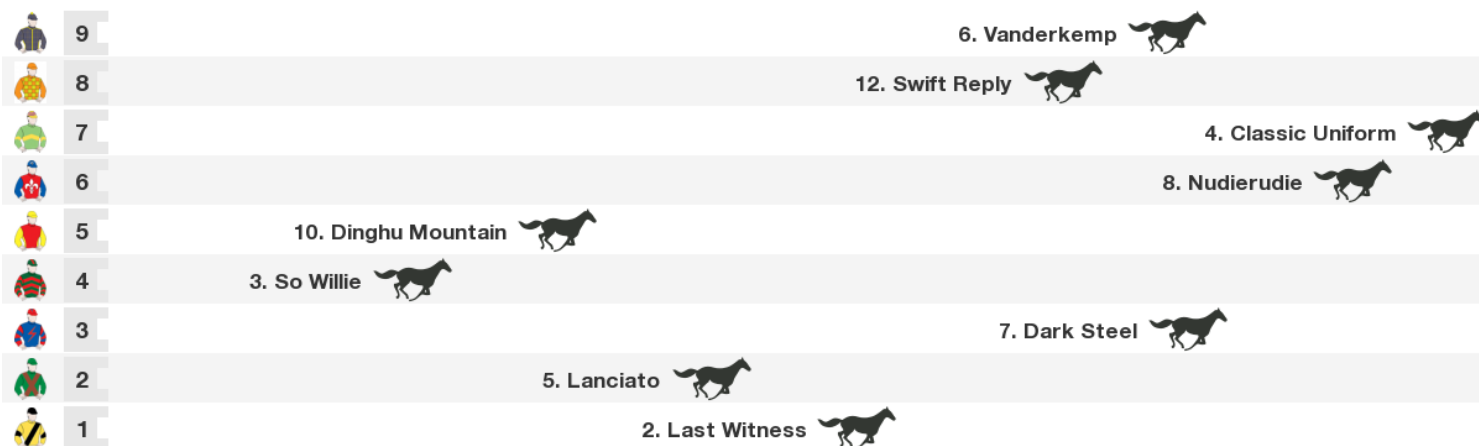 9 6. Vanderkemp
8 12. Swift Reply
7 4. Classic Uniform
6 8. Nudierudie
5 10. Dinghu Mountain
4 3. So Willie
3 7. Dark Steel
2 5. Lanciato
1 2. Last Witness